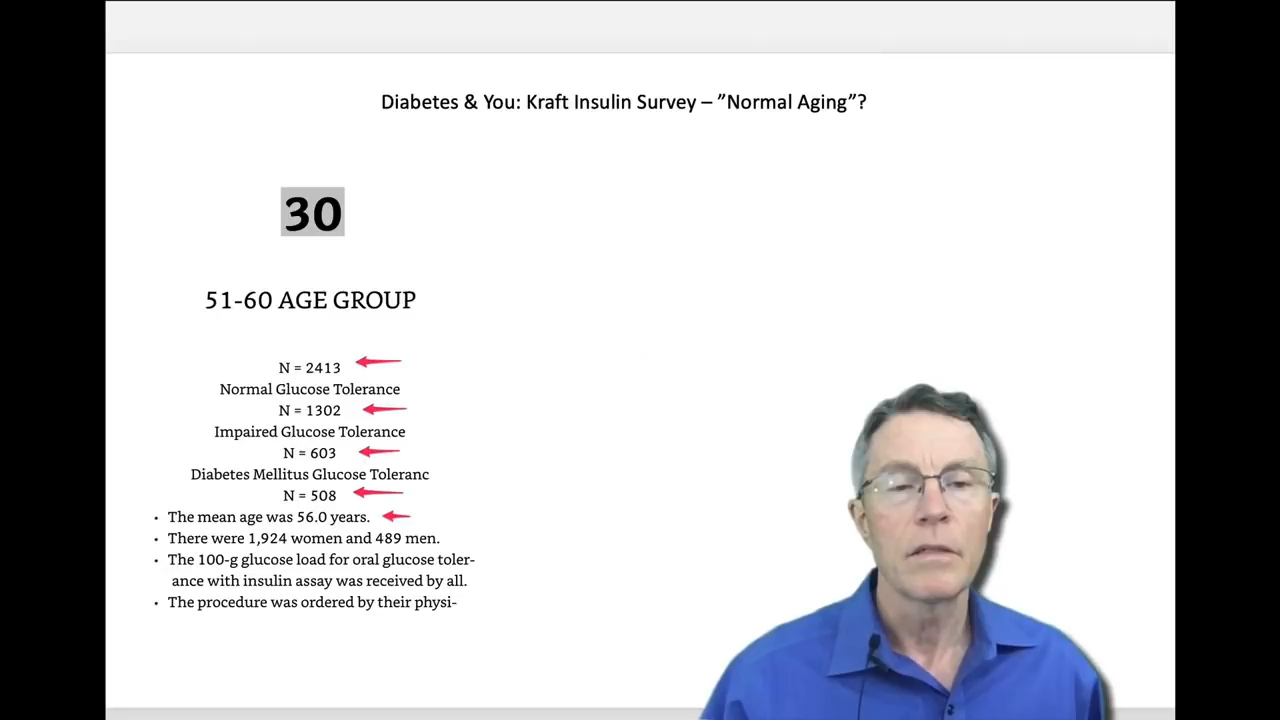 Diabetes & You: Kraft Insulin Survey – ”Normal Aging”?
30
51-60 AGE GROUP
N = 2413
Normal Glucose Tolerance
N = 1302
Impaired Glucose Tolerance
N = 603
Diabetes Mellitus Glucose Toleranc
N = 508
• The mean age was 56.0 years.
• There were 1,924 women and 489 men.
• The 100-g glucose load for oral glucose toler-
ance with insulin assay was received by all.
• The procedure was ordered by their physi-